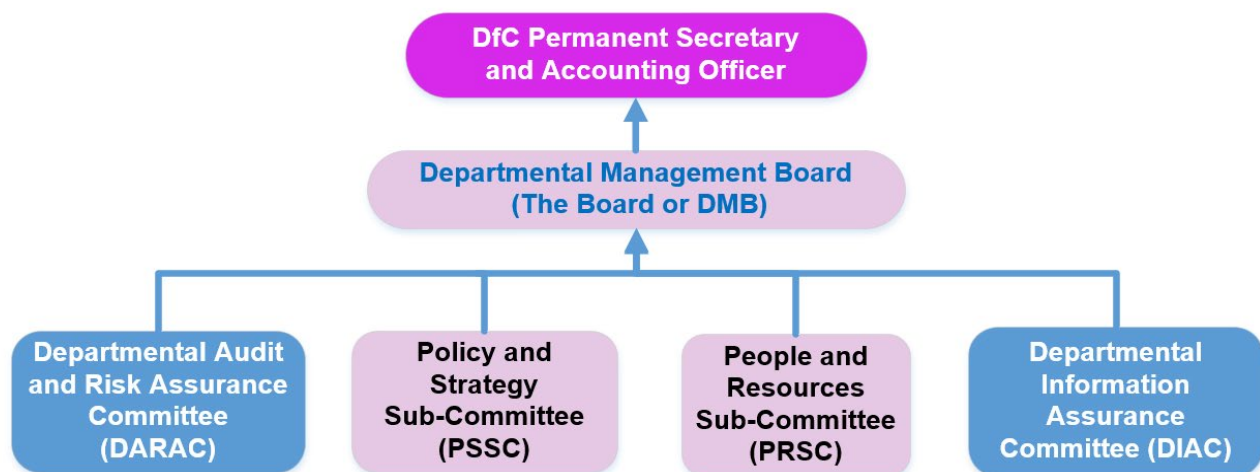 DfC Permanent Secretary
and Accounting Officer
Departmental Management Board
(The Board or DMB)
Departmental Audit
and Risk Assurance
Committee
(DARAC)
Policy and
Strategy
Sub-Committee
(PSSC)
People and
Resources
Sub-Committee
(PRSC)
Departmental
Information
Assurance
Committee (DIAC)